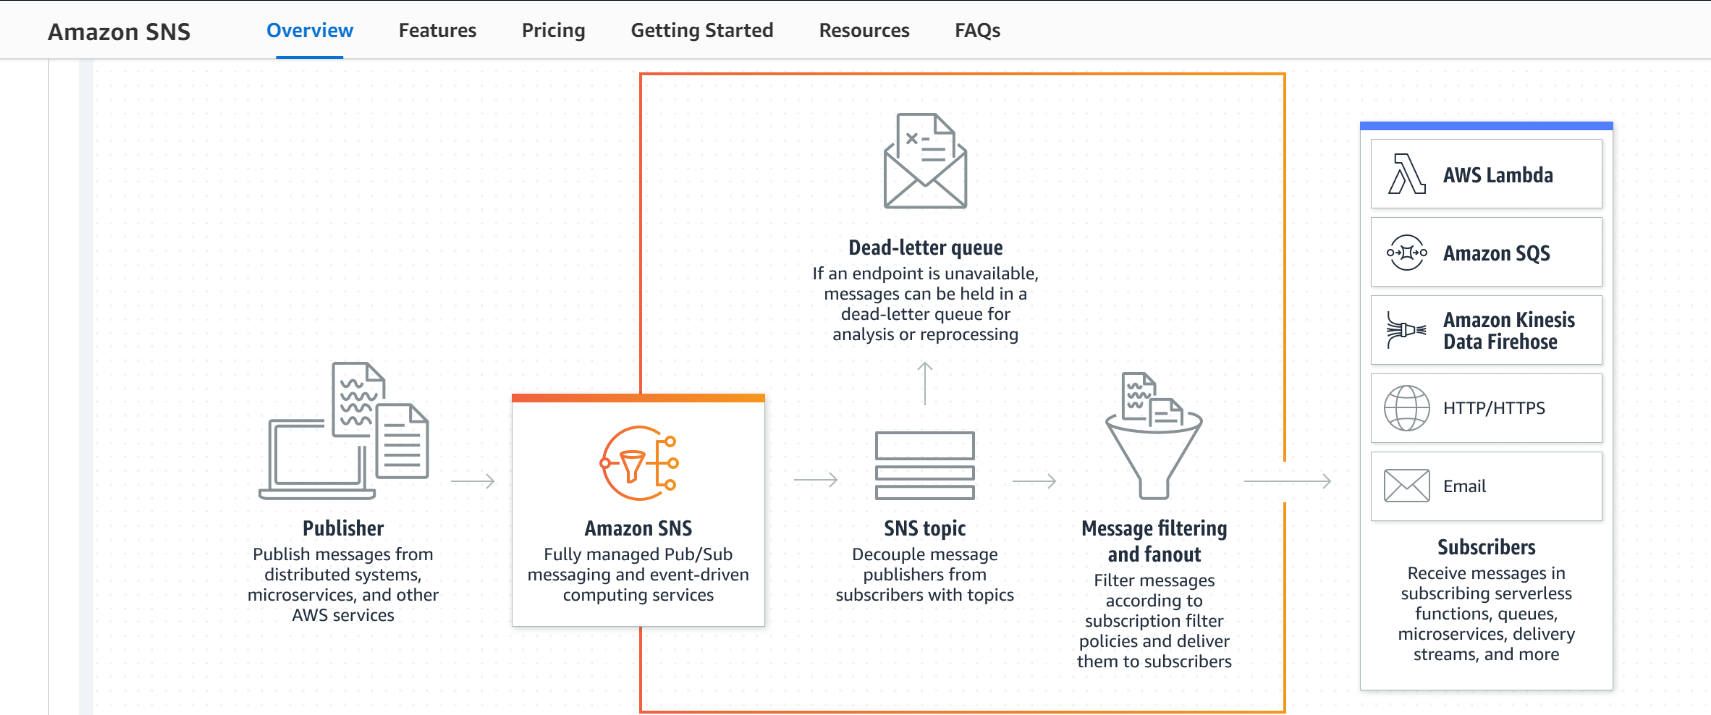 Amazon SNS
Overview
Features
Pricing
Getting Started
Resources
FAQs
Publisher
Publish messages from
distributed systems,
microservices, and other
AWS services
Amazon SNS
Fully managed Pub/Sub
messaging and event-driven
computing services
Dead-letter queue
If an endpoint is unavailable,
messages can be held in a
dead-letter queue for
analysis or reprocessing
SNS topic
Decouple message
publishers from
subscribers with topics
Message filtering
and fanout
Filter messages
according to
subscription filter
policies and deliver
them to subscribers
AWS Lambda
Amazon SQS
Amazon Kinesis
Data Firehose
HTTP/HTTPS
Email
Subscribers
Receive messages in
subscribing serverless
functions, queues,
microservices, delivery
streams, and more